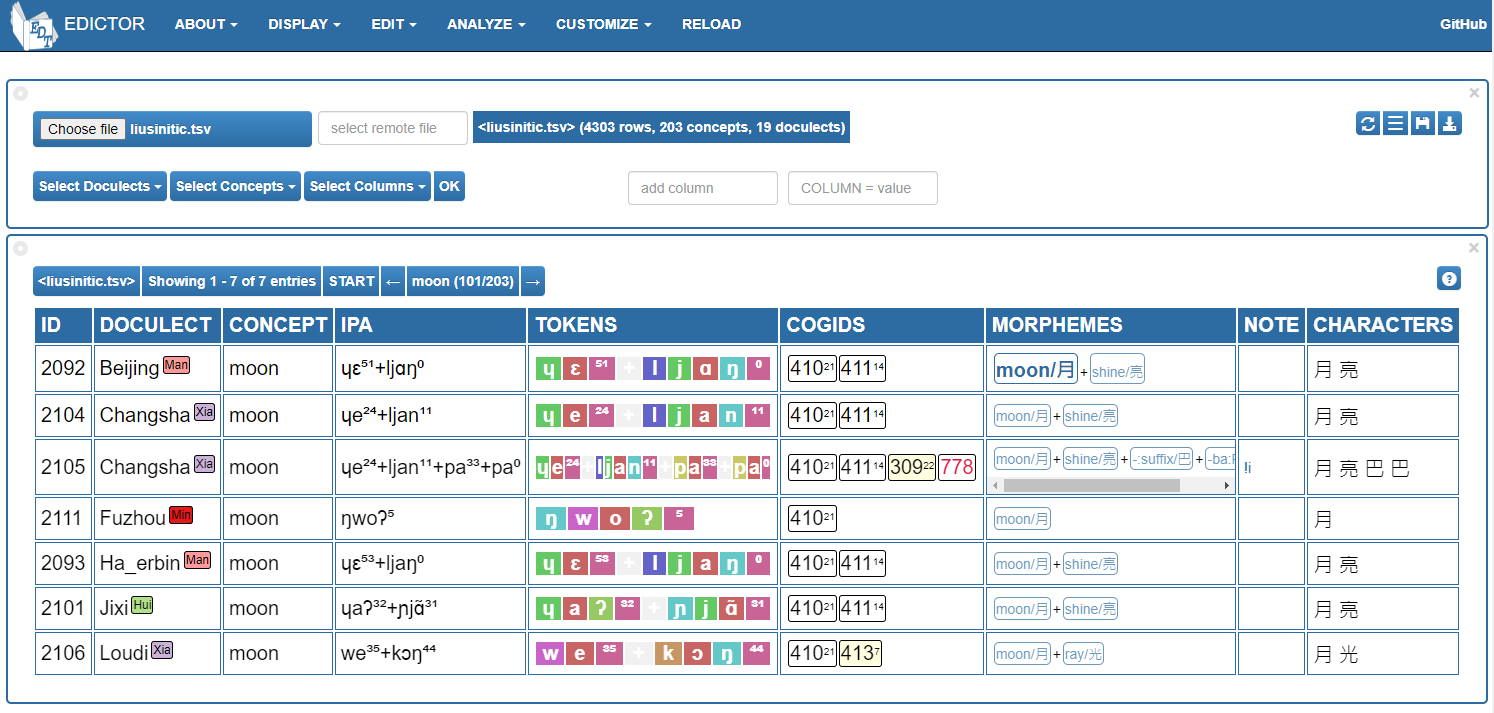 EDT EDICTOR ABOUT DISPLAY EDIT ANALYZE CUSTOMIZE RELOAD GitHub
Choose file liusinitic.tsv select remote file <liusinitic.tsv> (4303 rows, 203 concepts, 19 doculects)
Select Doculects Select Concepts Select Columns OK add column COLUMN = value
<liusinitic.tsv> Showing 1 - 7 of 7 entries START ← moon (101/203) →
ID DOCULECT CONCEPT IPA TOKENS COGIDS MORPHEMES NOTE CHARACTERS
2092 Beijing Man moon ɥɛ⁵¹+ljɑŋ⁰ ɥ ɛ ⁵¹ + l j ɑ ŋ ⁰ 410²¹ 411¹⁴ moon/月 + shine/亮 月 亮
2104 Changsha Xia moon ɥe²⁴+ljan¹¹ ɥ e ²⁴ + l j a n ¹¹ 410²¹ 411¹⁴ moon/月 + shine/亮 月 亮
2105 Changsha Xia moon ɥe²⁴+ljan¹¹+pa³³+pa⁰ ɥ e ²⁴ + l j a n ¹¹ + p a ³³ + p a ⁰ 410²¹ 411¹⁴ 309²² 778 moon/月 + shine/亮 + -:suffix/巴 + -ba: !i 月 亮 巴 巴
2111 Fuzhou Min moon ŋwoʔ⁵ ŋ w o ʔ ⁵ 410²¹ moon/月 月
2093 Ha_erbin Man moon ɥɛ⁵³+ljaŋ⁰ ɥ ɛ ⁵³ + l j a ŋ ⁰ 410²¹ 411¹⁴ moon/月 + shine/亮 月 亮
2101 Jixi Hui moon ɥaʔ³²+ɲjɑ̃³¹ ɥ a ʔ ³² + ɲ j ɑ̃ ³¹ 410²¹ 411¹⁴ moon/月 + shine/亮 月 亮
2106 Loudi Xia moon we³⁵+kɔŋ⁴⁴ w e ³⁵ + k ɔ ŋ ⁴⁴ 410²¹ 413⁷ moon/月 + ray/光 月 光